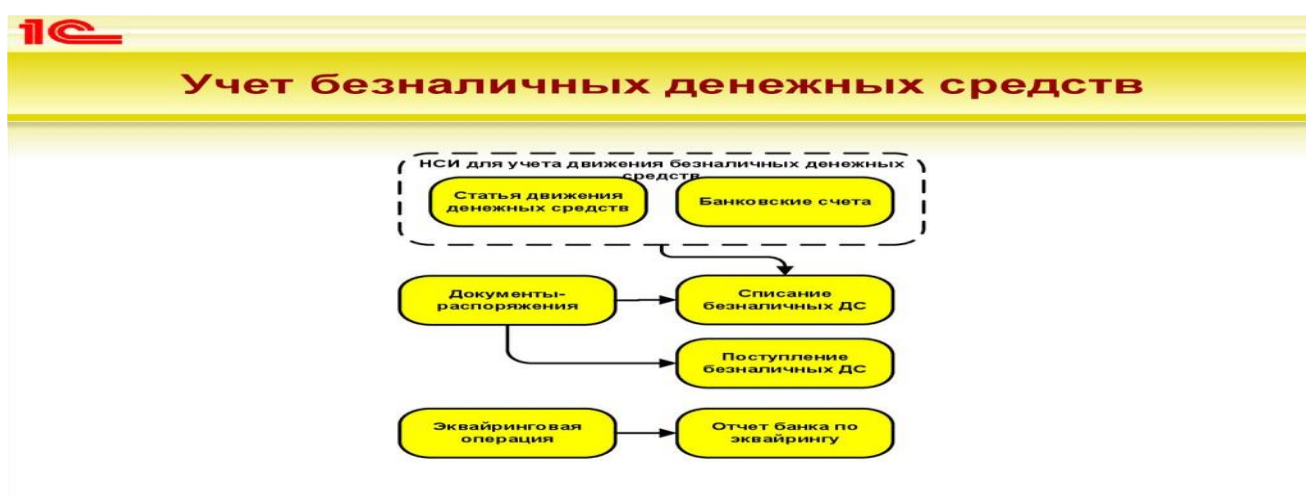 1С
Учет безналичных денежных средств
НСИ для учета движения безналичных денежных
средств
Статья движения
денежных средств
Банковские счета
Документы-
распоряжения
Списание
безналичных ДС
Поступление
безналичных ДС
Эквайринговая
операция
Отчет банка по
эквайрингу